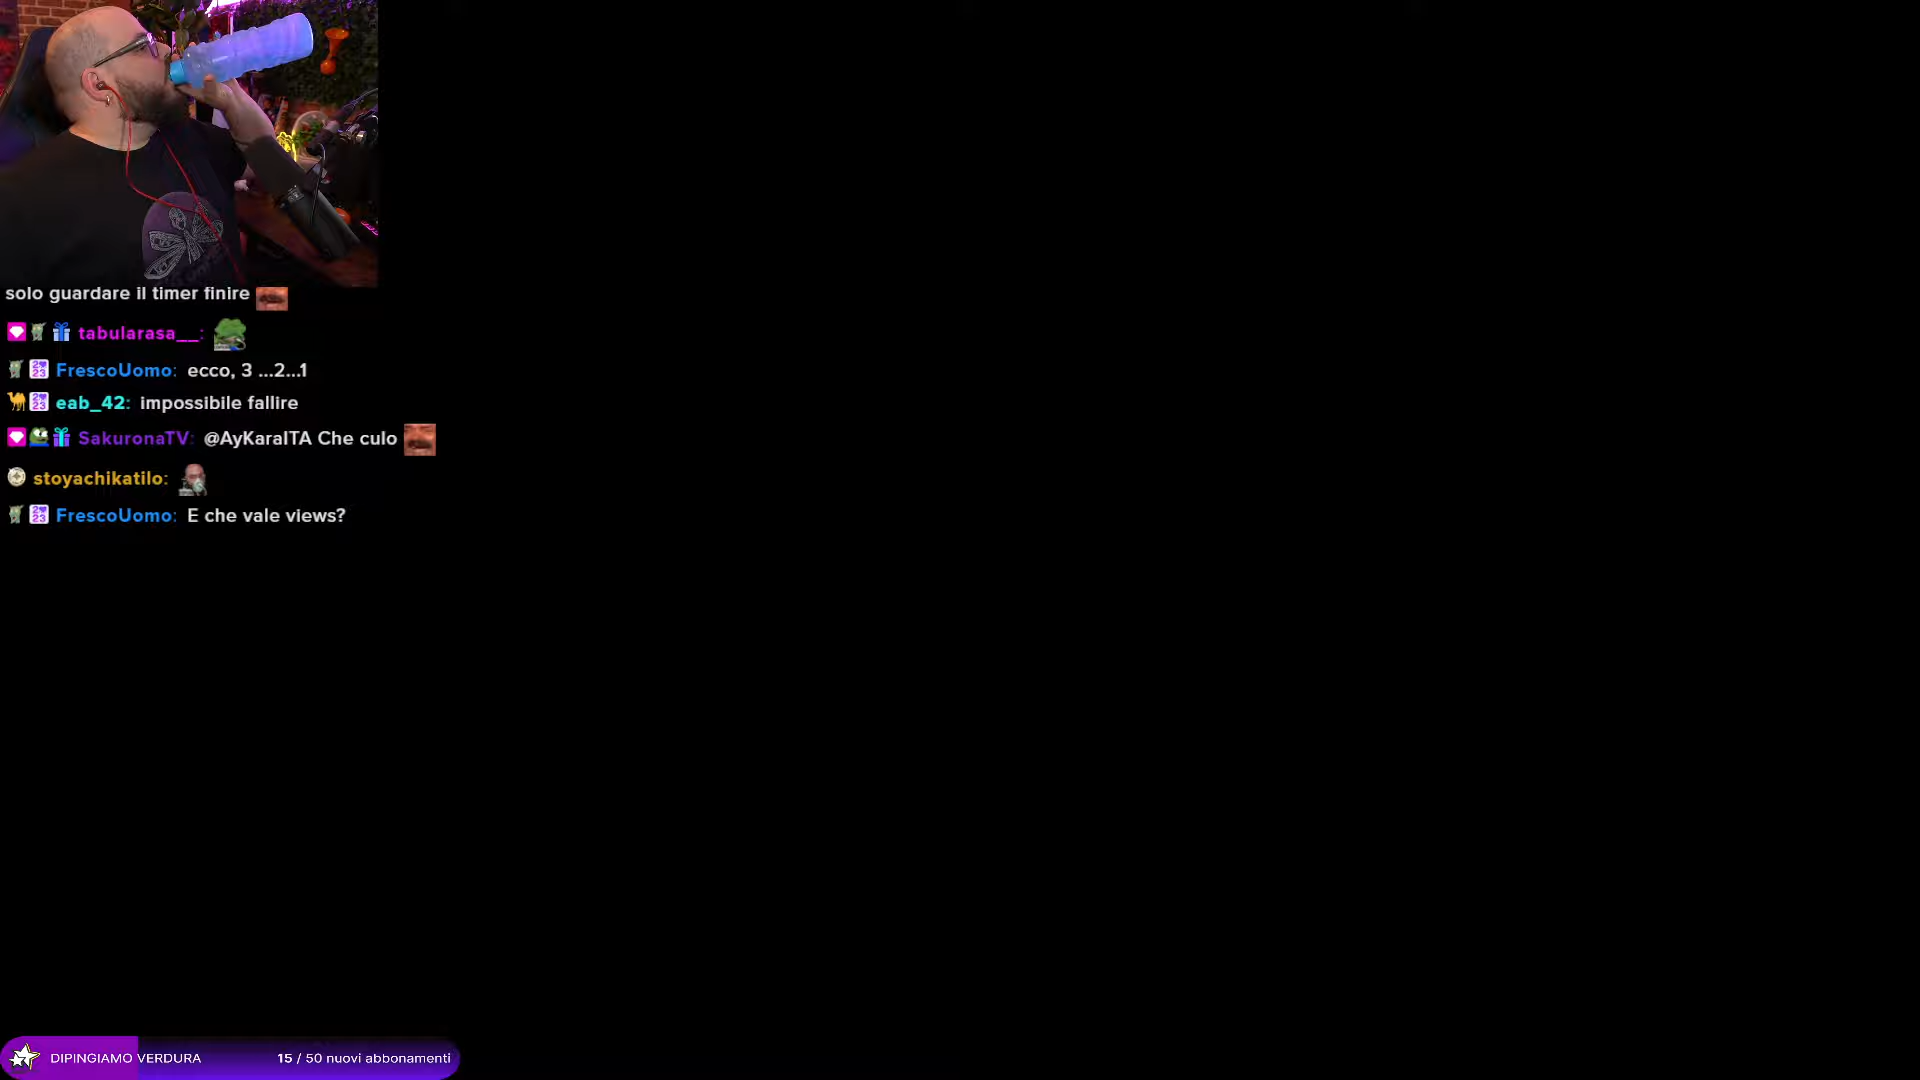 solo guardare il timer finire
tabularasa__:
FrescoUomo: ecco, 3 ...2...1
eab_42: impossibile fallire
SakuronaTV: @AyKaraITA Che culo
stoyachikatilo:
FrescoUomo: E che vale views?
DIPINGIAMO VERDURA 15 / 50 nuovi abbonamenti